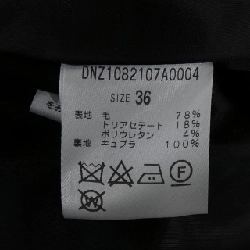 DNZ1082107A0004
SIZE 36
表地 毛 78%
トリアセテート 18%
ポリウレタン 4%
裏地 キュプラ 100%